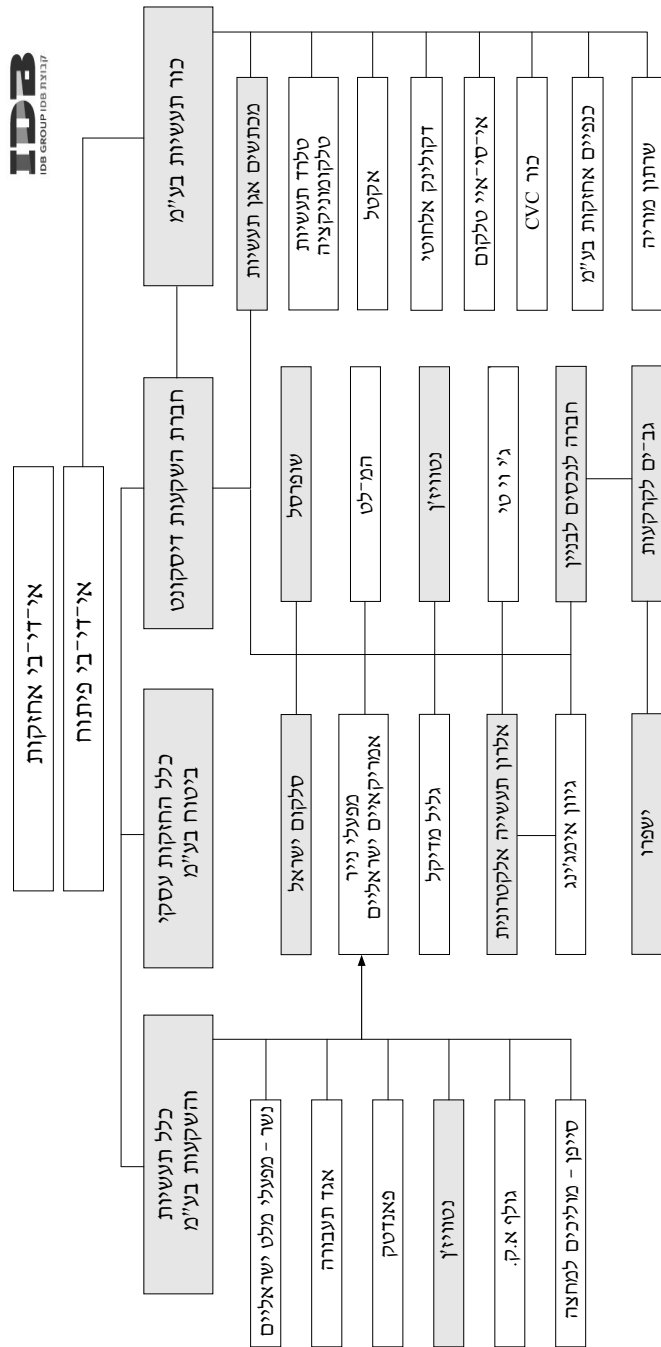 IDB
IDB GROUP קבוצת IDB
אי־די־בי אחזקות
אי־די־בי פיתוח
כור תעשיות בע"מ
חברת השקעות דיסקונט
כלל החזקות עסקי
ביטוח בע"מ
כלל תעשיות
והשקעות בע"מ
מכתשים אגן תעשיות
טלרד תעשיות
טלקומוניקציה
אקטל
דקולינק אלחוטי
אי־סי־איי טלקום
כור CVC
כנפיים אחזקות בע"מ
שרתון מוריה
שופרסל
המ־לט
נטוויז'ן
ג'י וי טי
חברה לנכסים לבניין
גב־ים לקרקעות
סלקום ישראל
מפעלי נייר
אמריקאיים ישראליים
גליל מדיקל
אלרון תעשייה אלקטרונית
גיוון אימג'ינג
ישפרו
נשר – מפעלי מלט ישראליים
אגד תעבורה
פאנדטק
נטוויז'ן
גולף א.ק.
סייפן – מוליכים למחצה